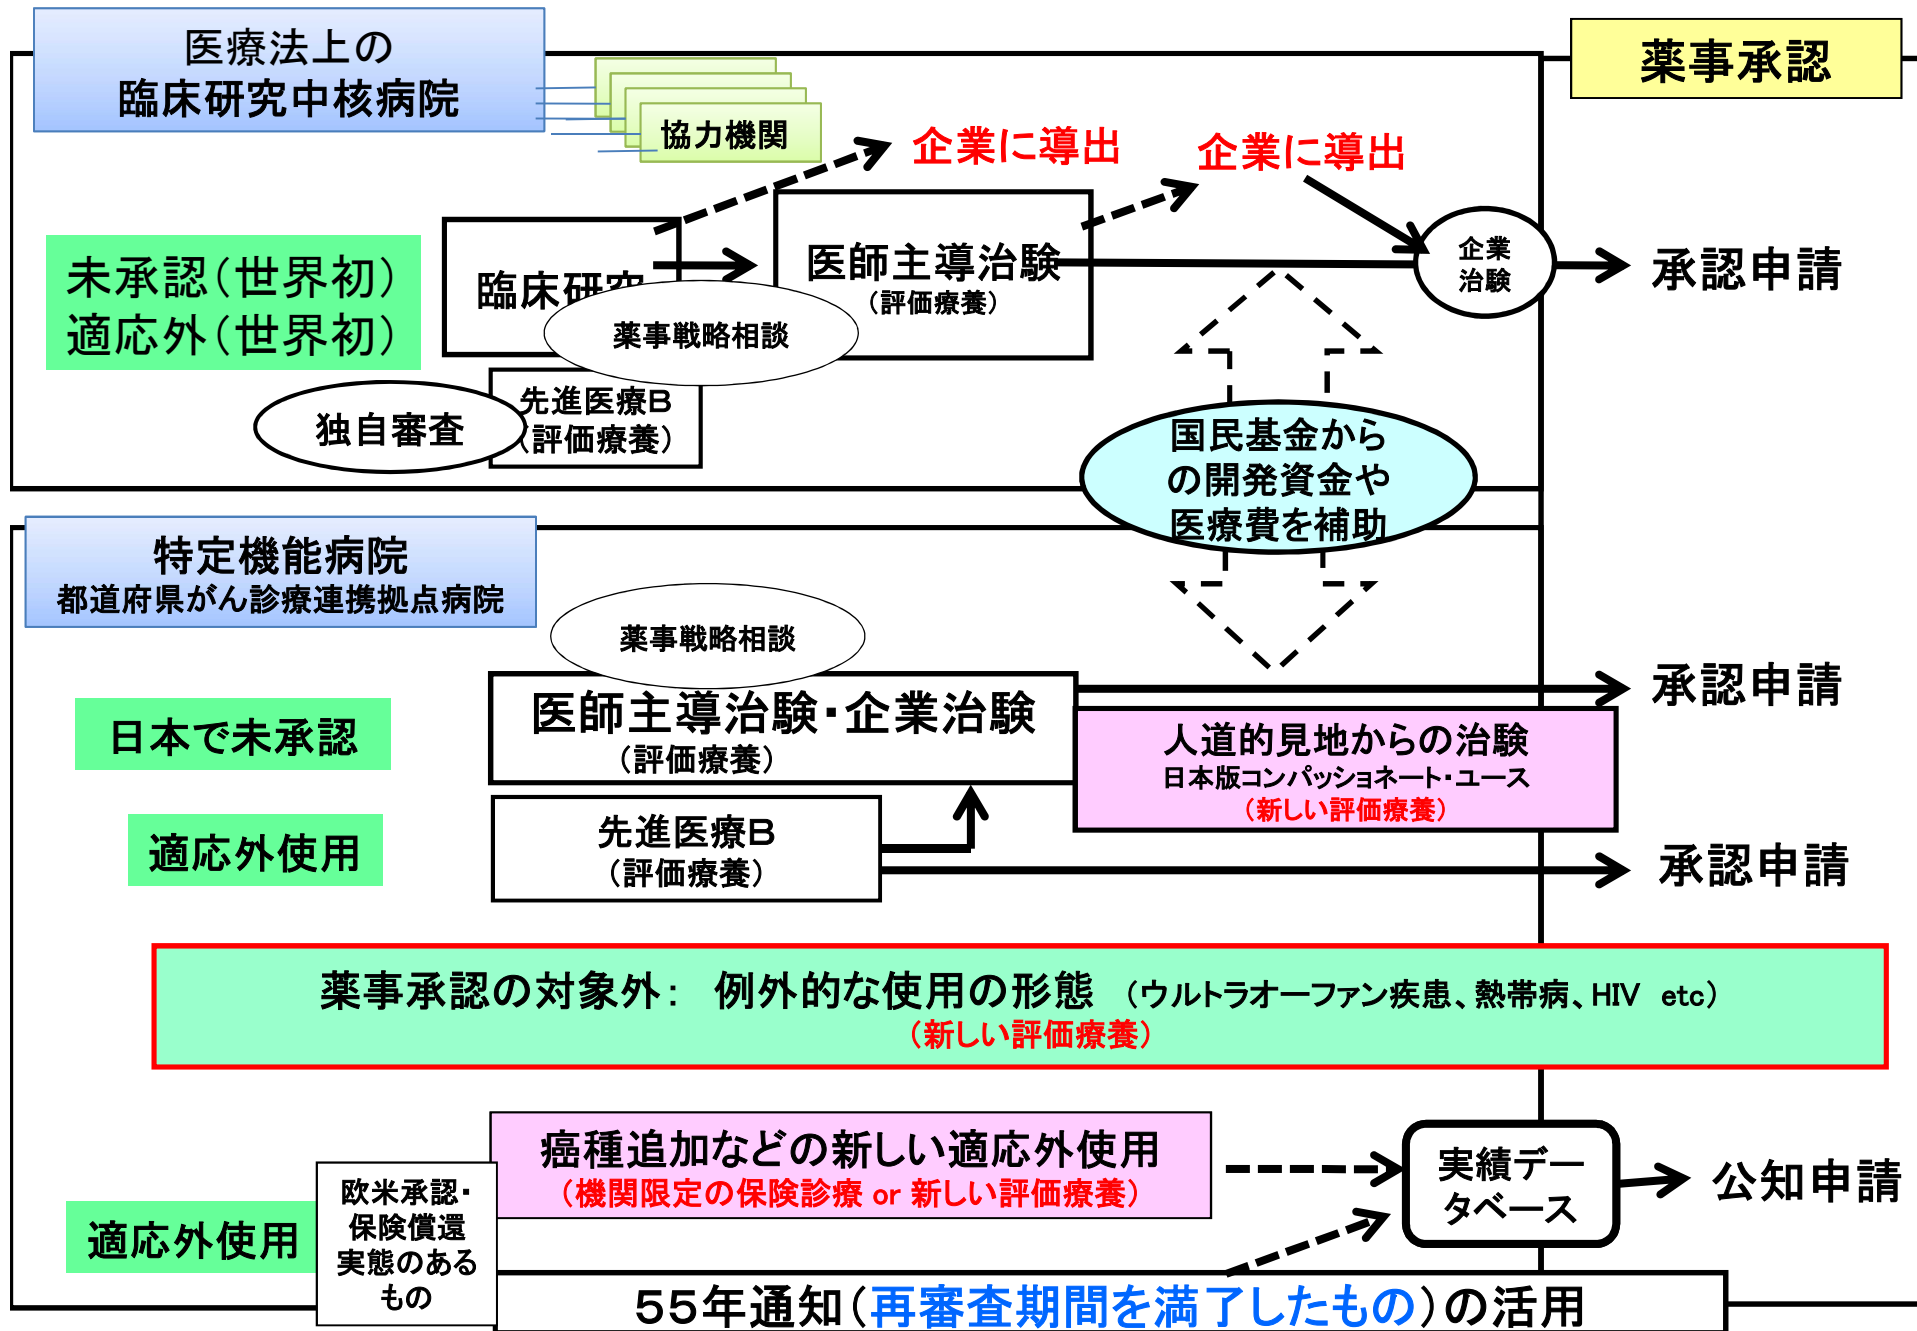 医療法上の
臨床研究中核病院
薬事承認
協力機関
企業に導出
企業に導出
未承認（世界初）
適応外（世界初）
臨床研究
医師主導治験
（評価療養）
企業
治験
承認申請
薬事戦略相談
独自審査
先進医療B
（評価療養）
国民基金から
の開発資金や
医療費を補助
特定機能病院
都道府県がん診療連携拠点病院
薬事戦略相談
日本で未承認
医師主導治験・企業治験
（評価療養）
承認申請
人道的見地からの治験
日本版コンパッショネート・ユース
（新しい評価療養）
適応外使用
先進医療B
（評価療養）
承認申請
薬事承認の対象外： 例外的な使用の形態 （ウルトラオーファン疾患、熱帯病、HIV etc）
（新しい評価療養）
適応外使用
欧米承認・
保険償還
実態のある
もの
癌種追加などの新しい適応外使用
（機関限定の保険診療 or 新しい評価療養）
実績デー
タベース
公知申請
５５年通知（再審査期間を満了したもの）の活用